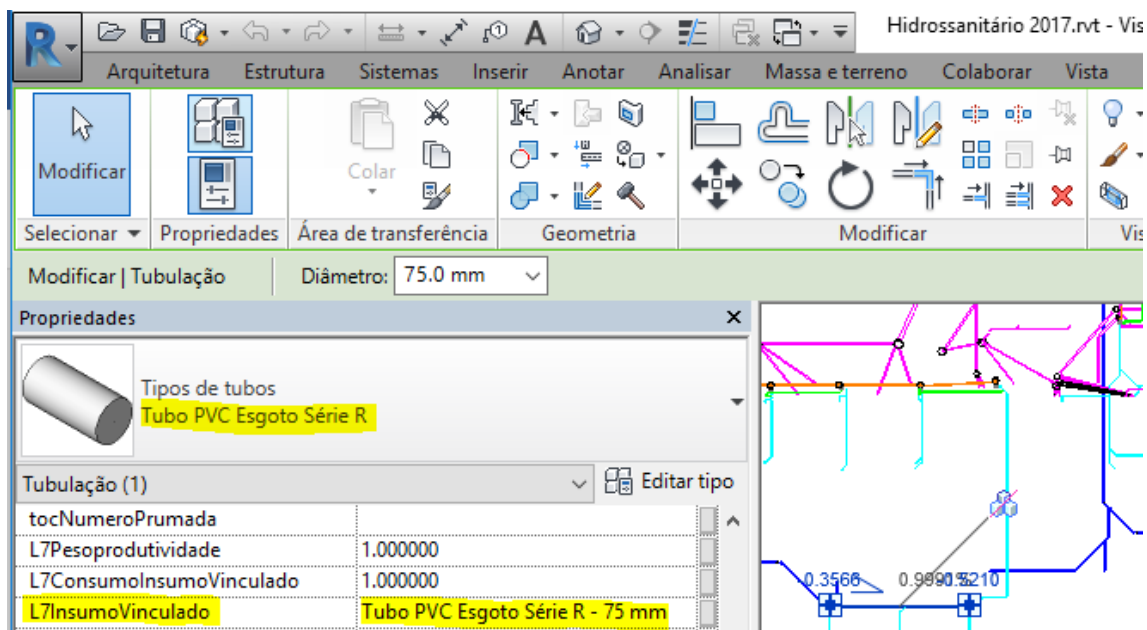 Hidrossanitário 2017.rvt - Vis
Arquitetura Estrutura Sistemas Inserir Anotar Analisar Massa e terreno Colaborar Vista
Modificar
Colar
Selecionar Propriedades Área de transferência Geometria Modificar Vis
Modificar | Tubulação Diâmetro: 75.0 mm
Propriedades
Tipos de tubos
Tubo PVC Esgoto Série R
Tubulação (1) Editar tipo
tocNumeroPrumada
L7Pesoprodutividade 1.000000
L7ConsumoInsumoVinculado 1.000000
L7InsumoVinculado Tubo PVC Esgoto Série R - 75 mm
0.3566